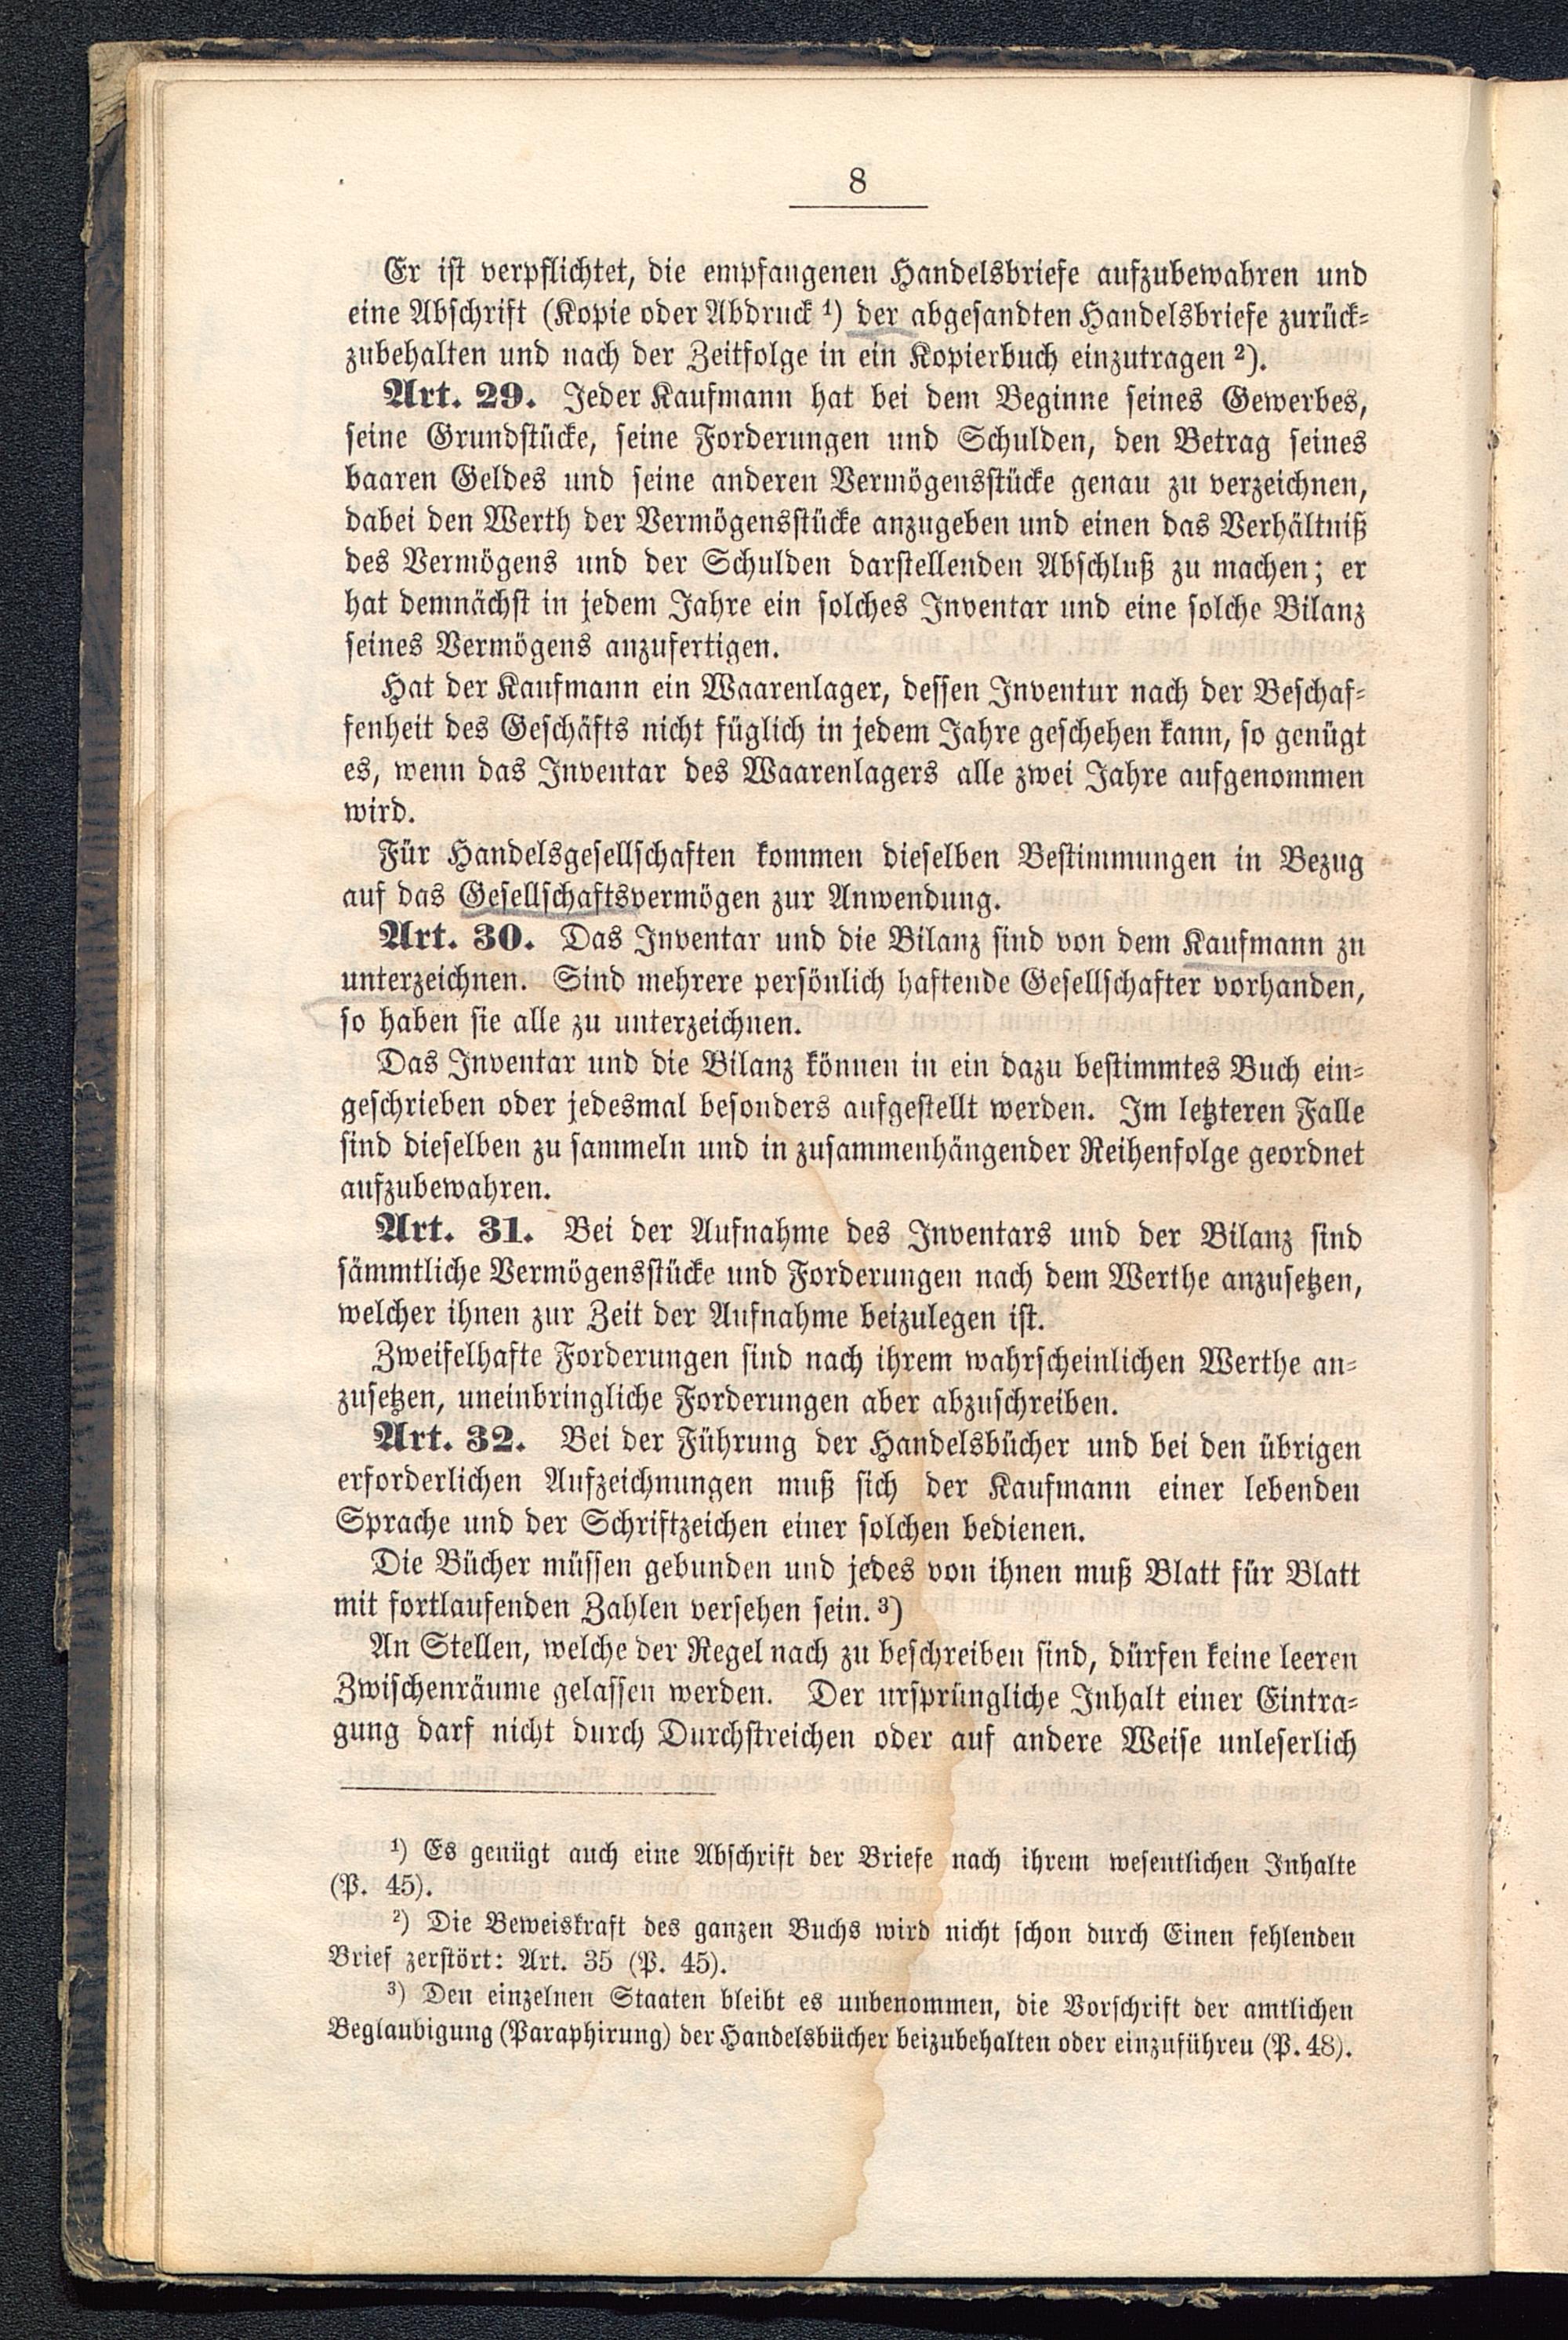 8
Er ist verpflichtet, die empfangenen Handelsbriefe aufzubewahren und
eine Abschrift (Kopie oder Abdruck ¹) der abgesandten Handelsbriefe zurück-
zubehalten und nach der Zeitfolge in ein Kopierbuch einzutragen ²).
Art. 29. Jeder Kaufmann hat bei dem Beginne seines Gewerbes,
seine Grundstücke, seine Forderungen und Schulden, den Betrag seines
baaren Geldes und seine anderen Vermögensstücke genau zu verzeichnen,
dabei den Werth der Vermögensstücke anzugeben und einen das Verhältniß
des Vermögens und der Schulden darstellenden Abschluß zu machen; er
hat demnächst in jedem Jahre ein solches Inventar und eine solche Bilanz
seines Vermögens anzufertigen.
Hat der Kaufmann ein Waarenlager, dessen Inventur nach der Beschaf-
fenheit des Geschäfts nicht füglich in jedem Jahre geschehen kann, so genügt
es, wenn das Inventar des Waarenlagers alle zwei Jahre aufgenommen
wird.
Für Handelsgesellschaften kommen dieselben Bestimmungen in Bezug
auf das Gesellschaftsvermögen zur Anwendung.
Art. 30. Das Inventar und die Bilanz sind von dem Kaufmann zu
unterzeichnen. Sind mehrere persönlich haftende Gesellschafter vorhanden,
so haben sie alle zu unterzeichnen.
Das Inventar und die Bilanz können in ein dazu bestimmtes Buch ein-
geschrieben oder jedesmal besonders aufgestellt werden. Im letzteren Falle
sind dieselben zu sammeln und in zusammenhängender Reihenfolge geordnet
aufzubewahren.
Art. 31. Bei der Aufnahme des Inventars und der Bilanz sind
sämmtliche Vermögensstücke und Forderungen nach dem Werthe anzusetzen,
welcher ihnen zur Zeit der Aufnahme beizulegen ist.
Zweifelhafte Forderungen sind nach ihrem wahrscheinlichen Werthe an-
zusetzen, uneinbringliche Forderungen aber abzuschreiben.
Art. 32. Bei der Führung der Handelsbücher und bei den übrigen
erforderlichen Aufzeichnungen muß sich der Kaufmann einer lebenden
Sprache und der Schriftzeichen einer solchen bedienen.
Die Bücher müssen gebunden und jedes von ihnen muß Blatt für Blatt
mit fortlaufenden Zahlen versehen sein. ³)
An Stellen, welche der Regel nach zu beschreiben sind, dürfen keine leeren
Zwischenräume gelassen werden. Der ursprüngliche Inhalt einer Eintra-
gung darf nicht durch Durchstreichen oder auf andere Weise unleserlich
¹) Es genügt auch eine Abschrift der Briefe nach ihrem wesentlichen Inhalte
(P. 45).
²) Die Beweiskraft des ganzen Buchs wird nicht schon durch Einen fehlenden
Brief zerstört: Art. 35 (P. 45).
³) Den einzelnen Staaten bleibt es unbenommen, die Vorschrift der amtlichen
Beglaubigung (Paraphirung) der Handelsbücher beizubehalten oder einzuführen (P. 48).